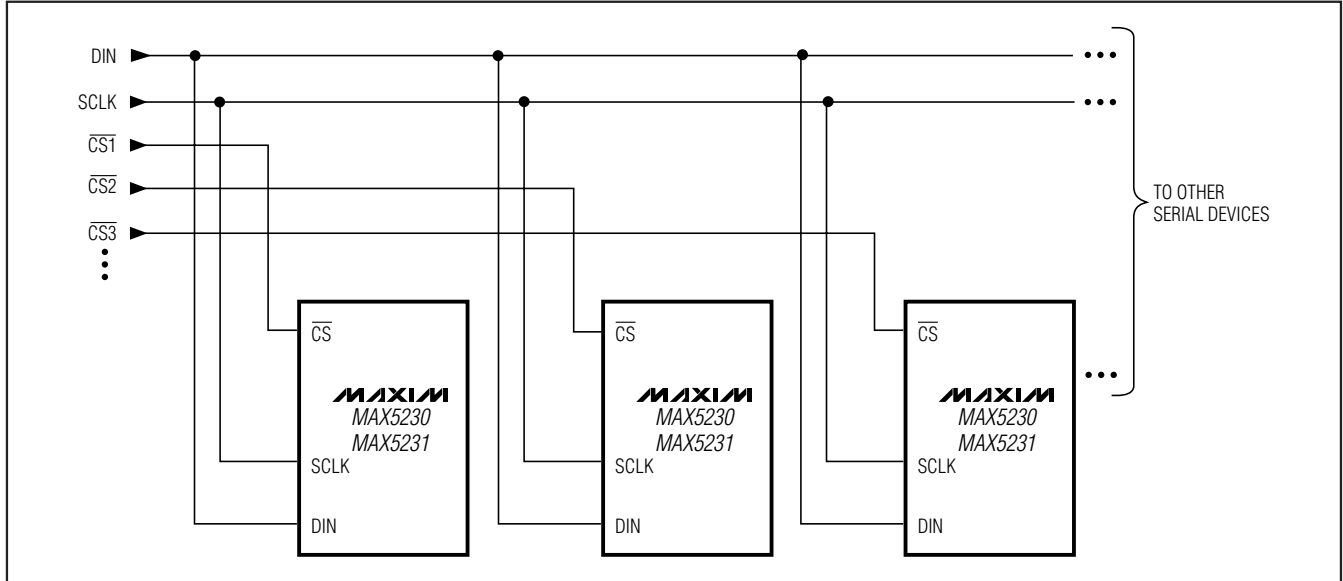 DIN
SCLK
CS1
CS2
CS3
TO OTHER
SERIAL DEVICES
CS
MAXIM
MAX5230
MAX5231
SCLK
DIN
CS
MAXIM
MAX5230
MAX5231
SCLK
DIN
CS
MAXIM
MAX5230
MAX5231
SCLK
DIN